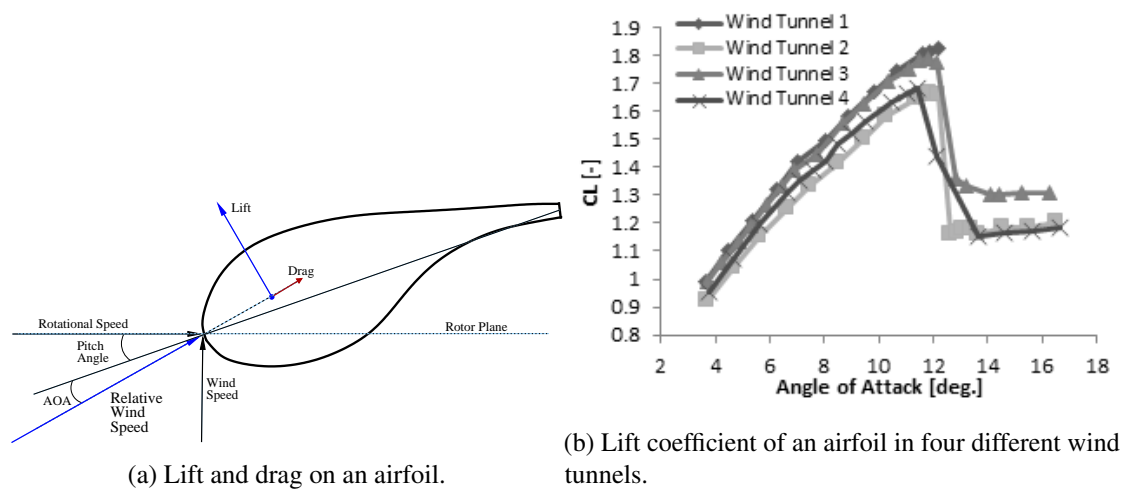 Lift
Drag
Rotational Speed
Rotor Plane
Pitch
Angle
AOA
Relative
Wind
Speed
Wind
Speed
(a) Lift and drag on an airfoil.
Wind Tunnel 1
Wind Tunnel 2
Wind Tunnel 3
Wind Tunnel 4
1.9
1.8
1.7
1.6
1.5
1.4
1.3
1.2
1.1
1
0.9
0.8
CL [-]
2 4 6 8 10 12 14 16 18
Angle of Attack [deg.]
(b) Lift coefficient of an airfoil in four different wind
tunnels.